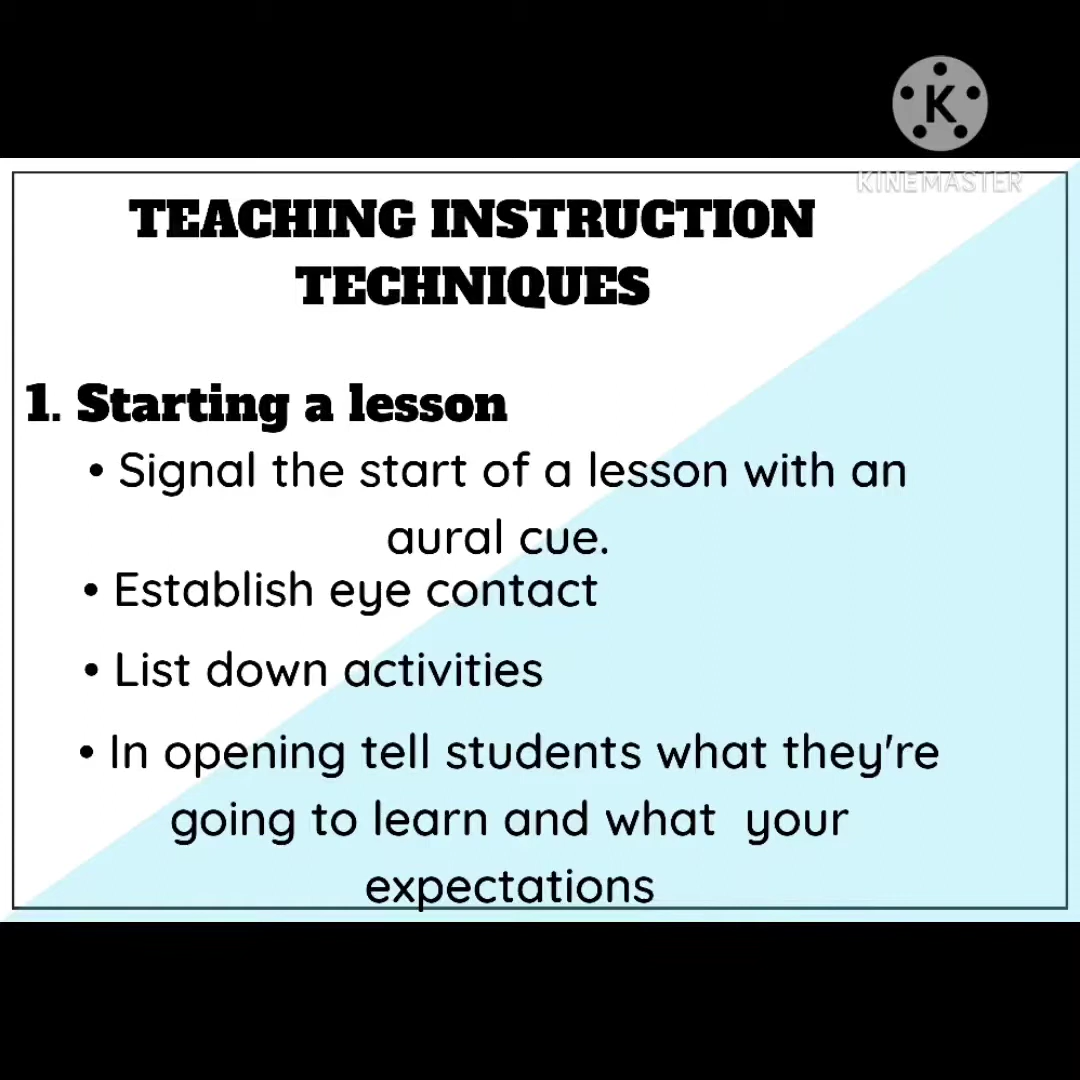 K
KINEMASTER
TEACHING INSTRUCTION
TECHNIQUES
1. Starting a lesson
• Signal the start of a lesson with an
aural cue.
• Establish eye contact
• List down activities
• In opening tell students what they're
going to learn and what your
expectations